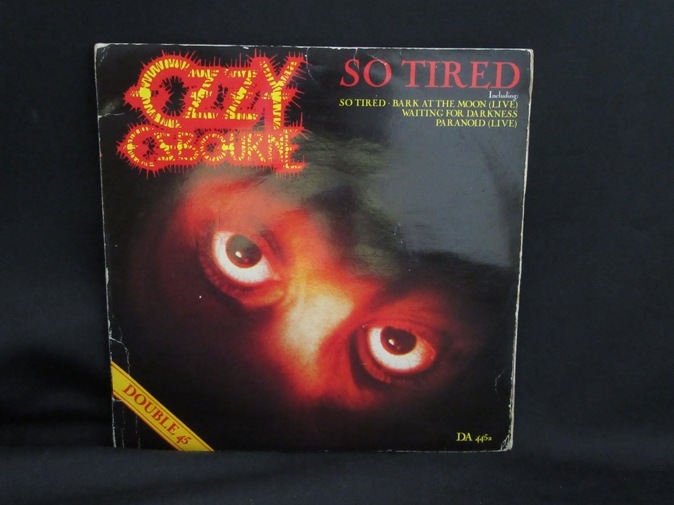 OZZY
OSBOURNE
SO TIRED
Including:
SO TIRED · BARK AT THE MOON (LIVE)
WAITING FOR DARKNESS
PARANOID (LIVE)
DOUBLE 45
DA 4452